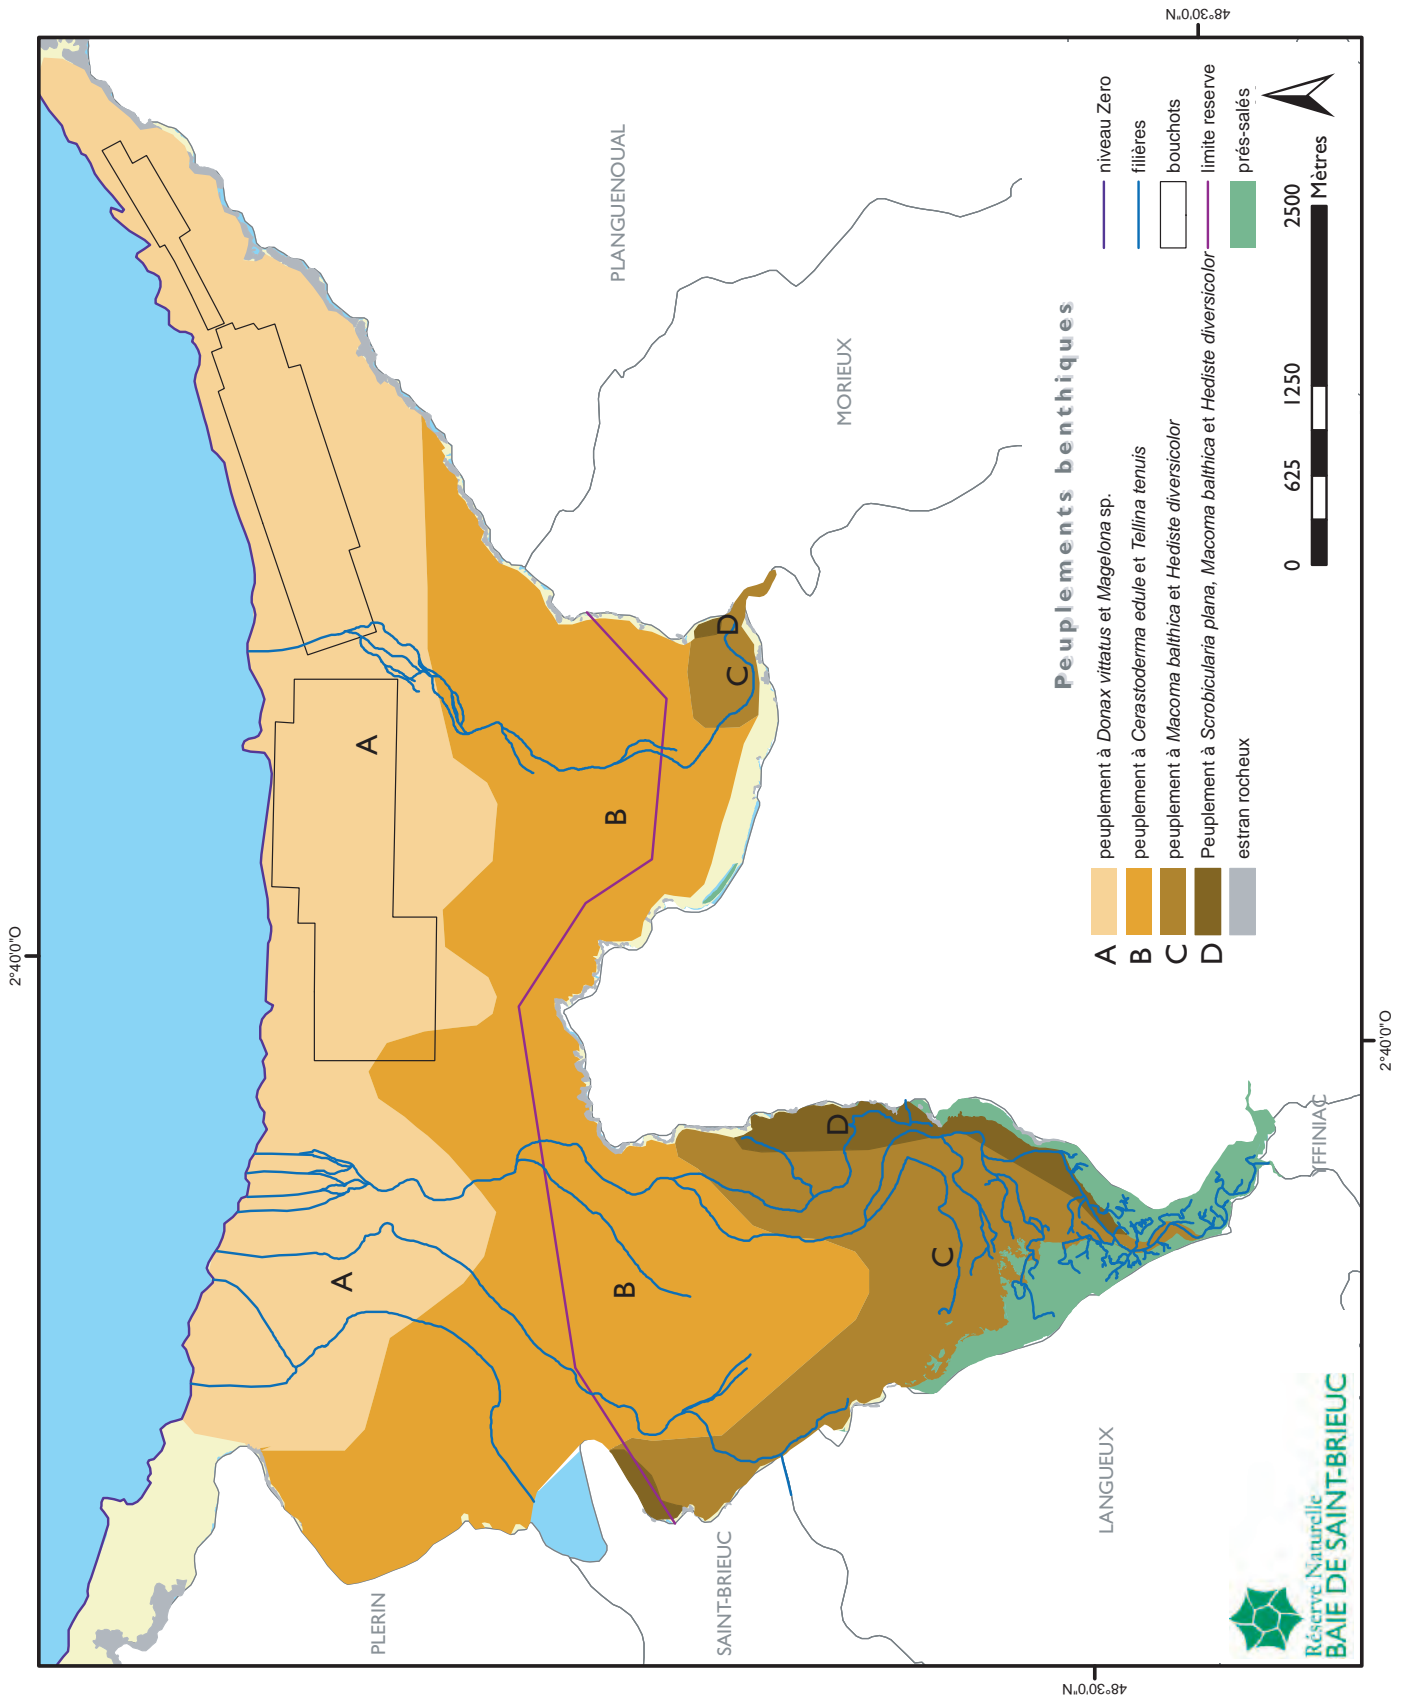 2°40'0"O
48°30'0"N
PLANGUENOUAL
MORIEUX
PLERIN
SAINT-BRIEUC
LANGUEUX
YFFINIAC
A
A
B
B
C
C
D
D
Peuplements benthiques
A peuplement à Donax vittatus et Magelona sp.
B peuplement à Cerastoderma edule et Tellina tenuis
C peuplement à Macoma balthica et Hediste diversicolor
D Peuplement à Scrobicularia plana, Macoma balthica et Hediste diversicolor
estran rocheux
niveau Zero
filières
bouchots
limite reserve
prés-salés
0 625 1250 2500
Mètres
Réserve Naturelle
BAIE DE SAINT-BRIEUC
48°30'0"N
2°40'0"O